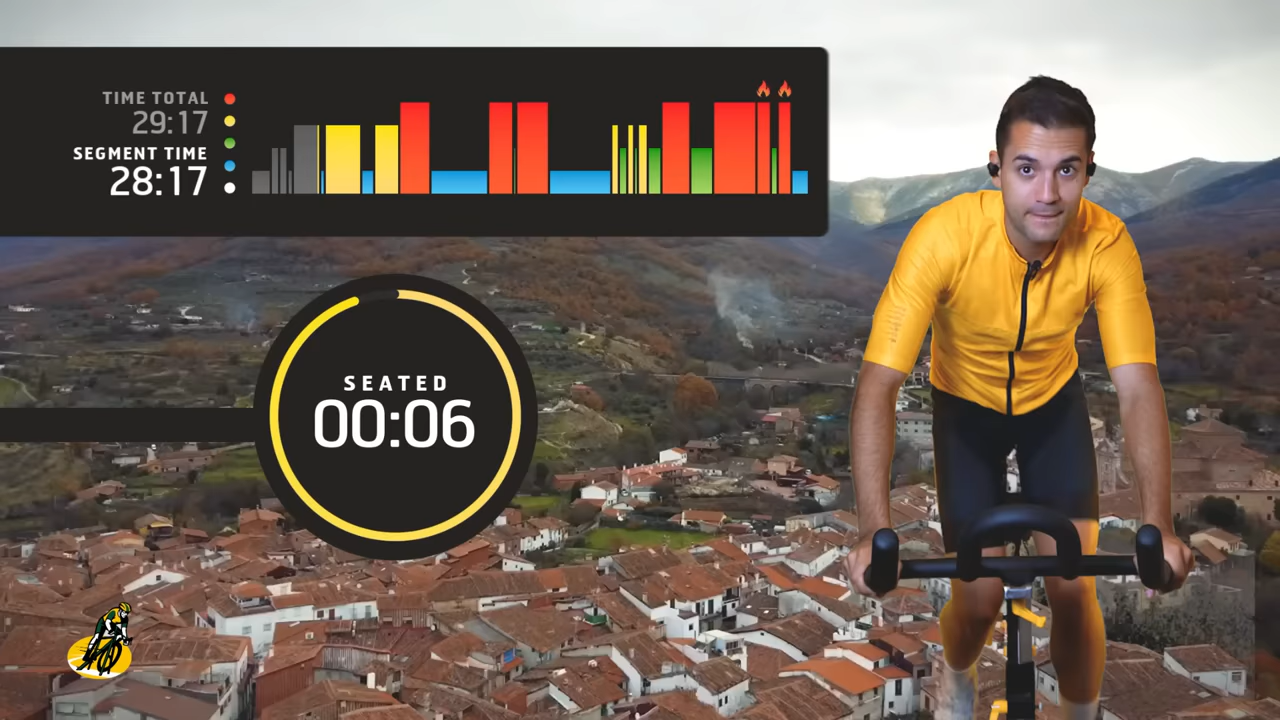 TIME TOTAL
29:17
SEGMENT TIME
28:17
SEATED
00:06